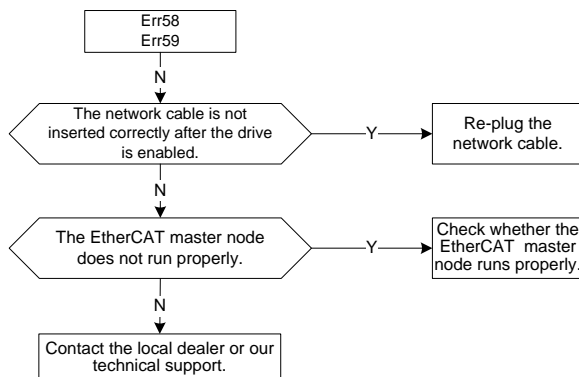 Err58
Err59
N
The network cable is not
inserted correctly after the drive
is enabled.
Y
Re-plug the
network cable.
N
The EtherCAT master node
does not run properly.
Y
Check whether the
EtherCAT master
node runs properly.
N
Contact the local dealer or our
technical support.